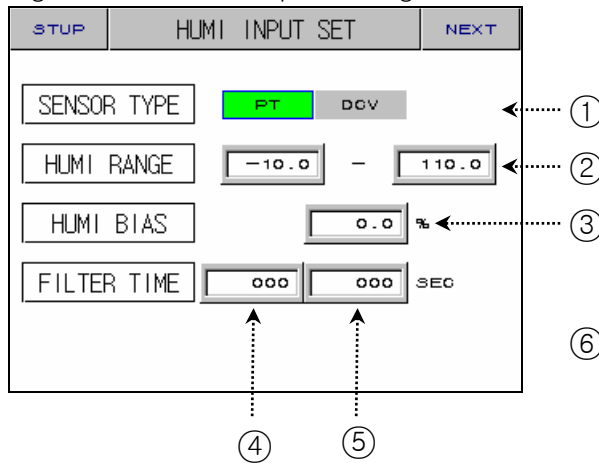 STUP HUMI INPUT SET NEXT
SENSOR TYPE PT DCV ①
HUMI RANGE -10.0 - 110.0 ②
HUMI BIAS 0.0 % ③
FILTER TIME 000 000 SEC
⑥
④ ⑤